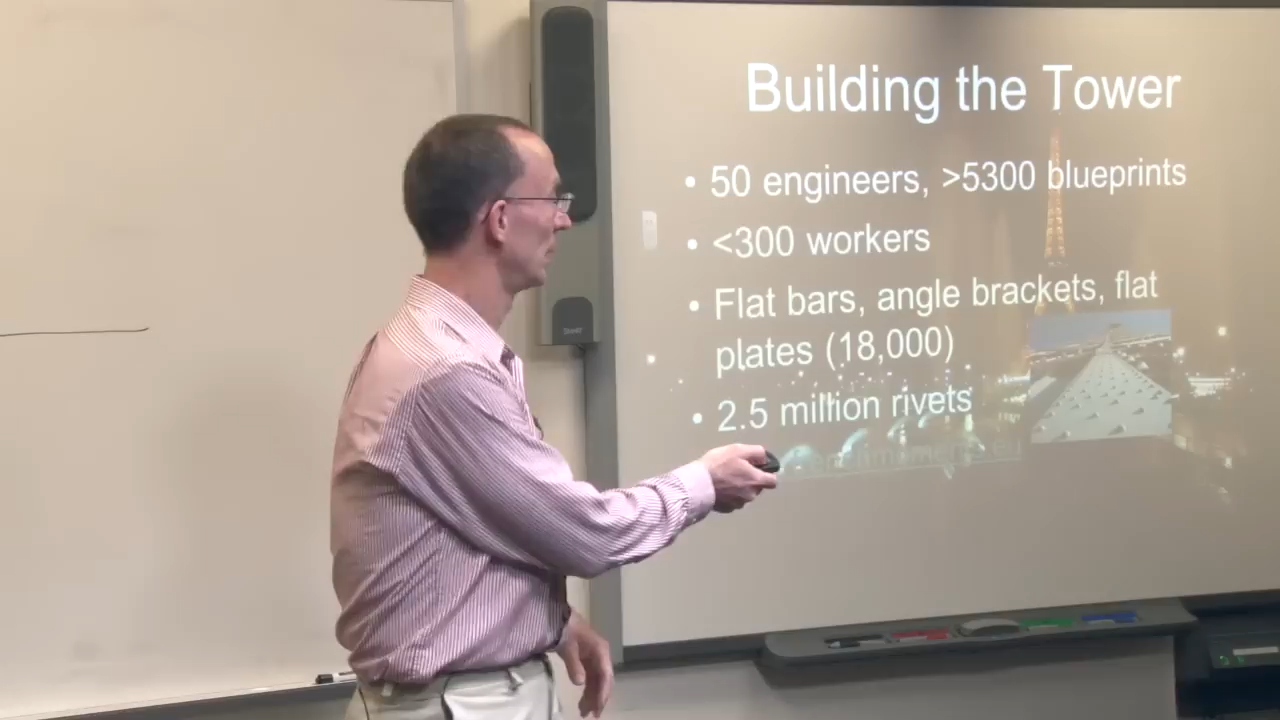 Building the Tower
• 50 engineers, >5300 blueprints
• <300 workers
• Flat bars, angle brackets, flat
plates (18,000)
• 2.5 million rivets